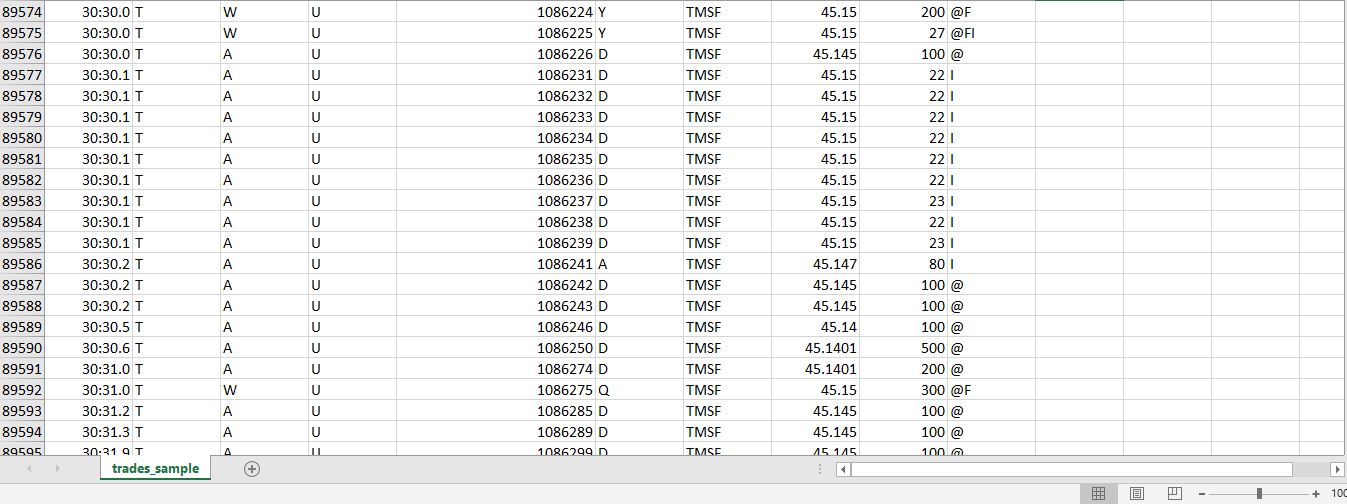 89574 30:30.0 T W U 1086224 Y TMSF 45.15 200 @F
89575 30:30.0 T W U 1086225 Y TMSF 45.15 27 @FI
89576 30:30.0 T A U 1086226 D TMSF 45.145 100 @
89577 30:30.1 T A U 1086231 D TMSF 45.15 22 I
89578 30:30.1 T A U 1086232 D TMSF 45.15 22 I
89579 30:30.1 T A U 1086233 D TMSF 45.15 22 I
89580 30:30.1 T A U 1086234 D TMSF 45.15 22 I
89581 30:30.1 T A U 1086235 D TMSF 45.15 22 I
89582 30:30.1 T A U 1086236 D TMSF 45.15 22 I
89583 30:30.1 T A U 1086237 D TMSF 45.15 23 I
89584 30:30.1 T A U 1086238 D TMSF 45.15 22 I
89585 30:30.1 T A U 1086239 D TMSF 45.15 23 I
89586 30:30.2 T A U 1086241 A TMSF 45.147 80 I
89587 30:30.2 T A U 1086242 D TMSF 45.145 100 @
89588 30:30.2 T A U 1086243 D TMSF 45.145 100 @
89589 30:30.5 T A U 1086246 D TMSF 45.14 100 @
89590 30:30.6 T A U 1086250 D TMSF 45.1401 500 @
89591 30:31.0 T A U 1086274 D TMSF 45.1401 200 @
89592 30:31.0 T W U 1086275 Q TMSF 45.15 300 @F
89593 30:31.2 T A U 1086285 D TMSF 45.145 100 @
89594 30:31.3 T A U 1086289 D TMSF 45.145 100 @
89595 30:31.9 T A U 1086299 D TMSF 45.145 100 @
trades_sample
100